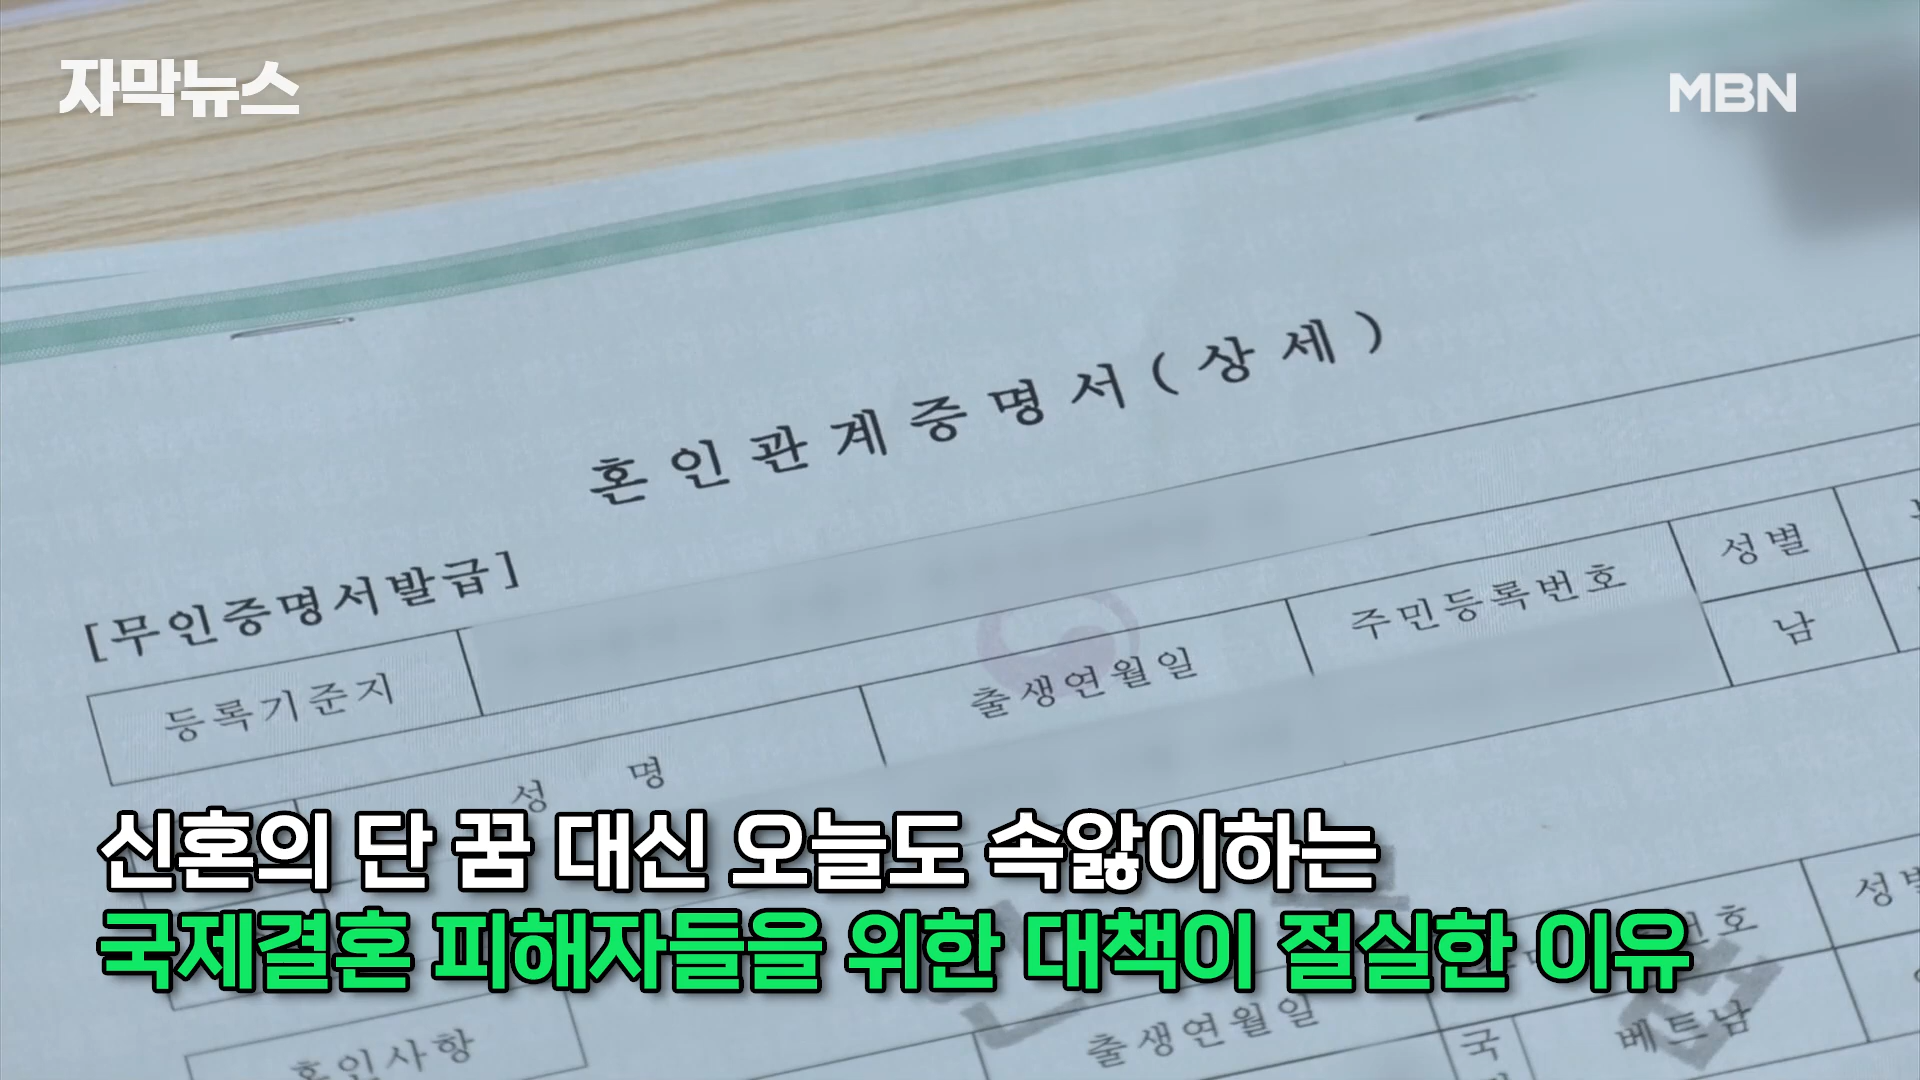 자막뉴스
MBN
혼인관계증명서(상세)
[무인증명서발급]
등록기준지
성 명
출생연월일
주민등록번호
성별
남
신혼의 단 꿈 대신 오늘도 속앓이하는
국제결혼 피해자들을 위한 대책이 절실한 이유
성별
혼인사항
출생연월일
국
베트남